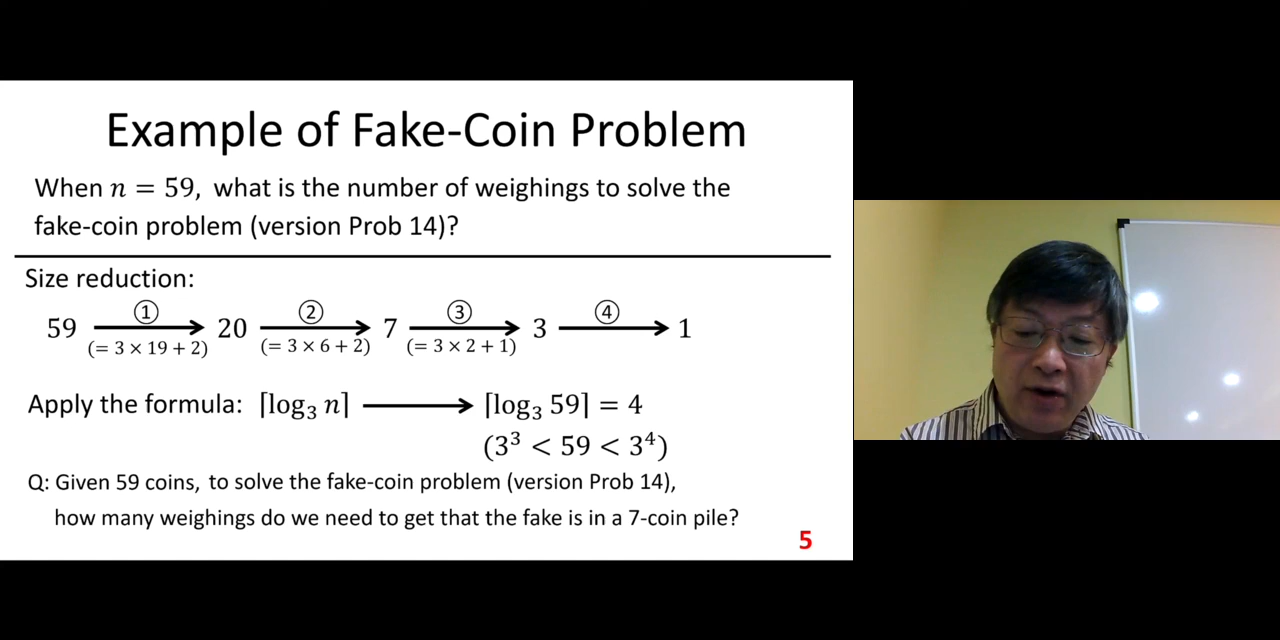 Example of Fake-Coin Problem
When n = 59, what is the number of weighings to solve the
fake-coin problem (version Prob 14)?
Size reduction:
59 ① 20 ② 7 ③ 3 ④ 1
(= 3 × 19 + 2) (= 3 × 6 + 2) (= 3 × 2 + 1)
Apply the formula: ⌈log₃ n⌉ ⟶ ⌈log₃ 59⌉ = 4
(3³ < 59 < 3⁴)
Q: Given 59 coins, to solve the fake-coin problem (version Prob 14),
how many weighings do we need to get that the fake is in a 7-coin pile?
5